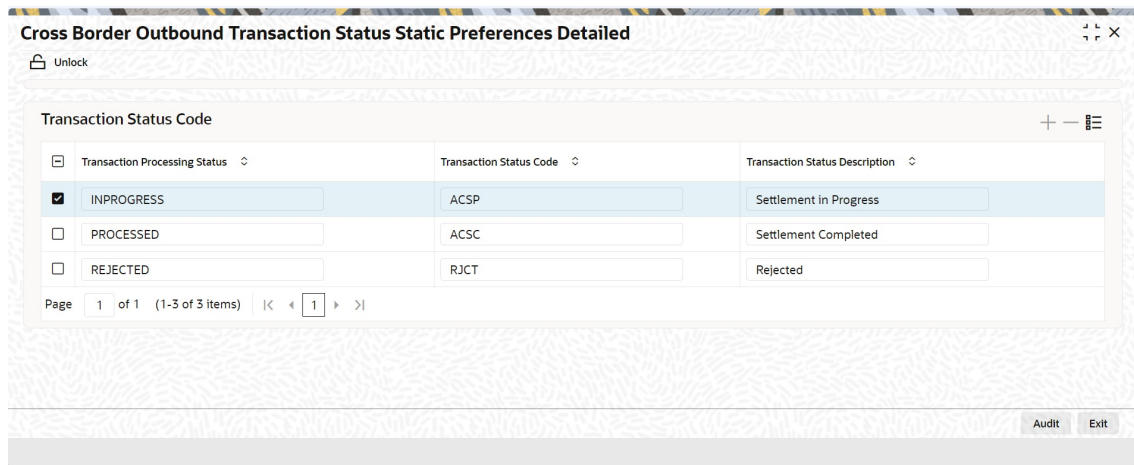 Cross Border Outbound Transaction Status Static Preferences Detailed
Unlock
Transaction Status Code
Transaction Processing Status Transaction Status Code Transaction Status Description
INPROGRESS ACSP Settlement in Progress
PROCESSED ACSC Settlement Completed
REJECTED RJCT Rejected
Page 1 of 1 (1-3 of 3 items) 1
Audit Exit